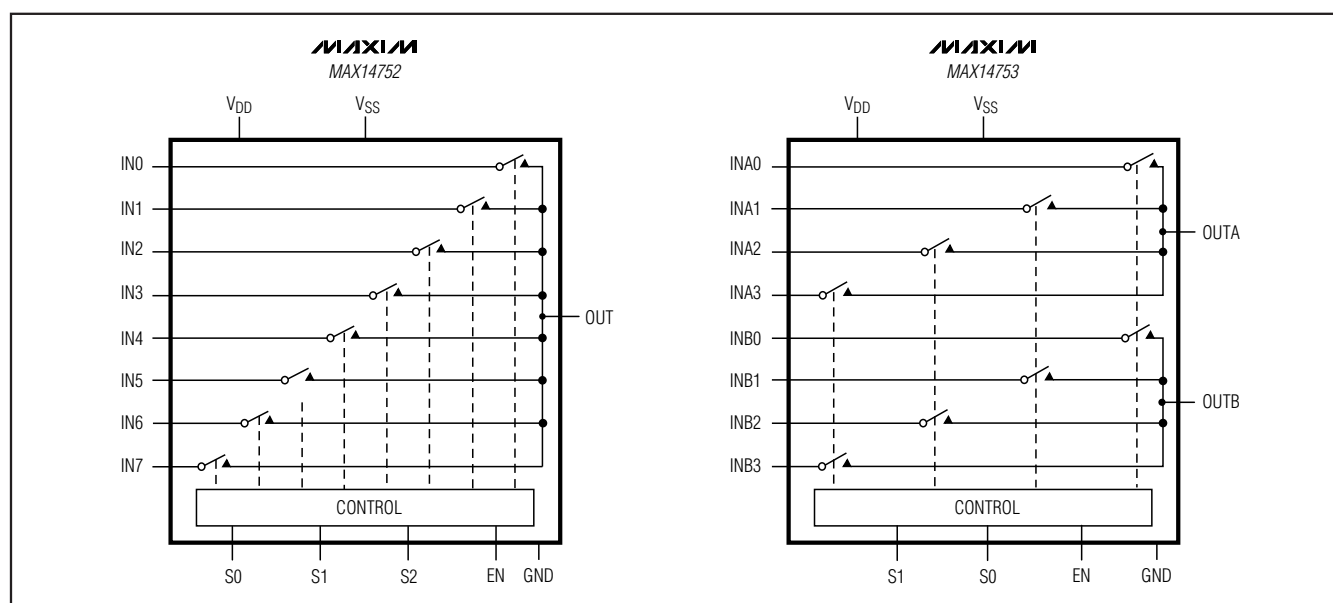 MAXIM
MAX14752
VDD VSS
IN0
IN1
IN2
IN3
IN4
IN5
IN6
IN7
OUT
CONTROL
S0 S1 S2 EN GND
MAXIM
MAX14753
VDD VSS
INA0
INA1
INA2
INA3
INB0
INB1
INB2
INB3
OUTA
OUTB
CONTROL
S1 S0 EN GND